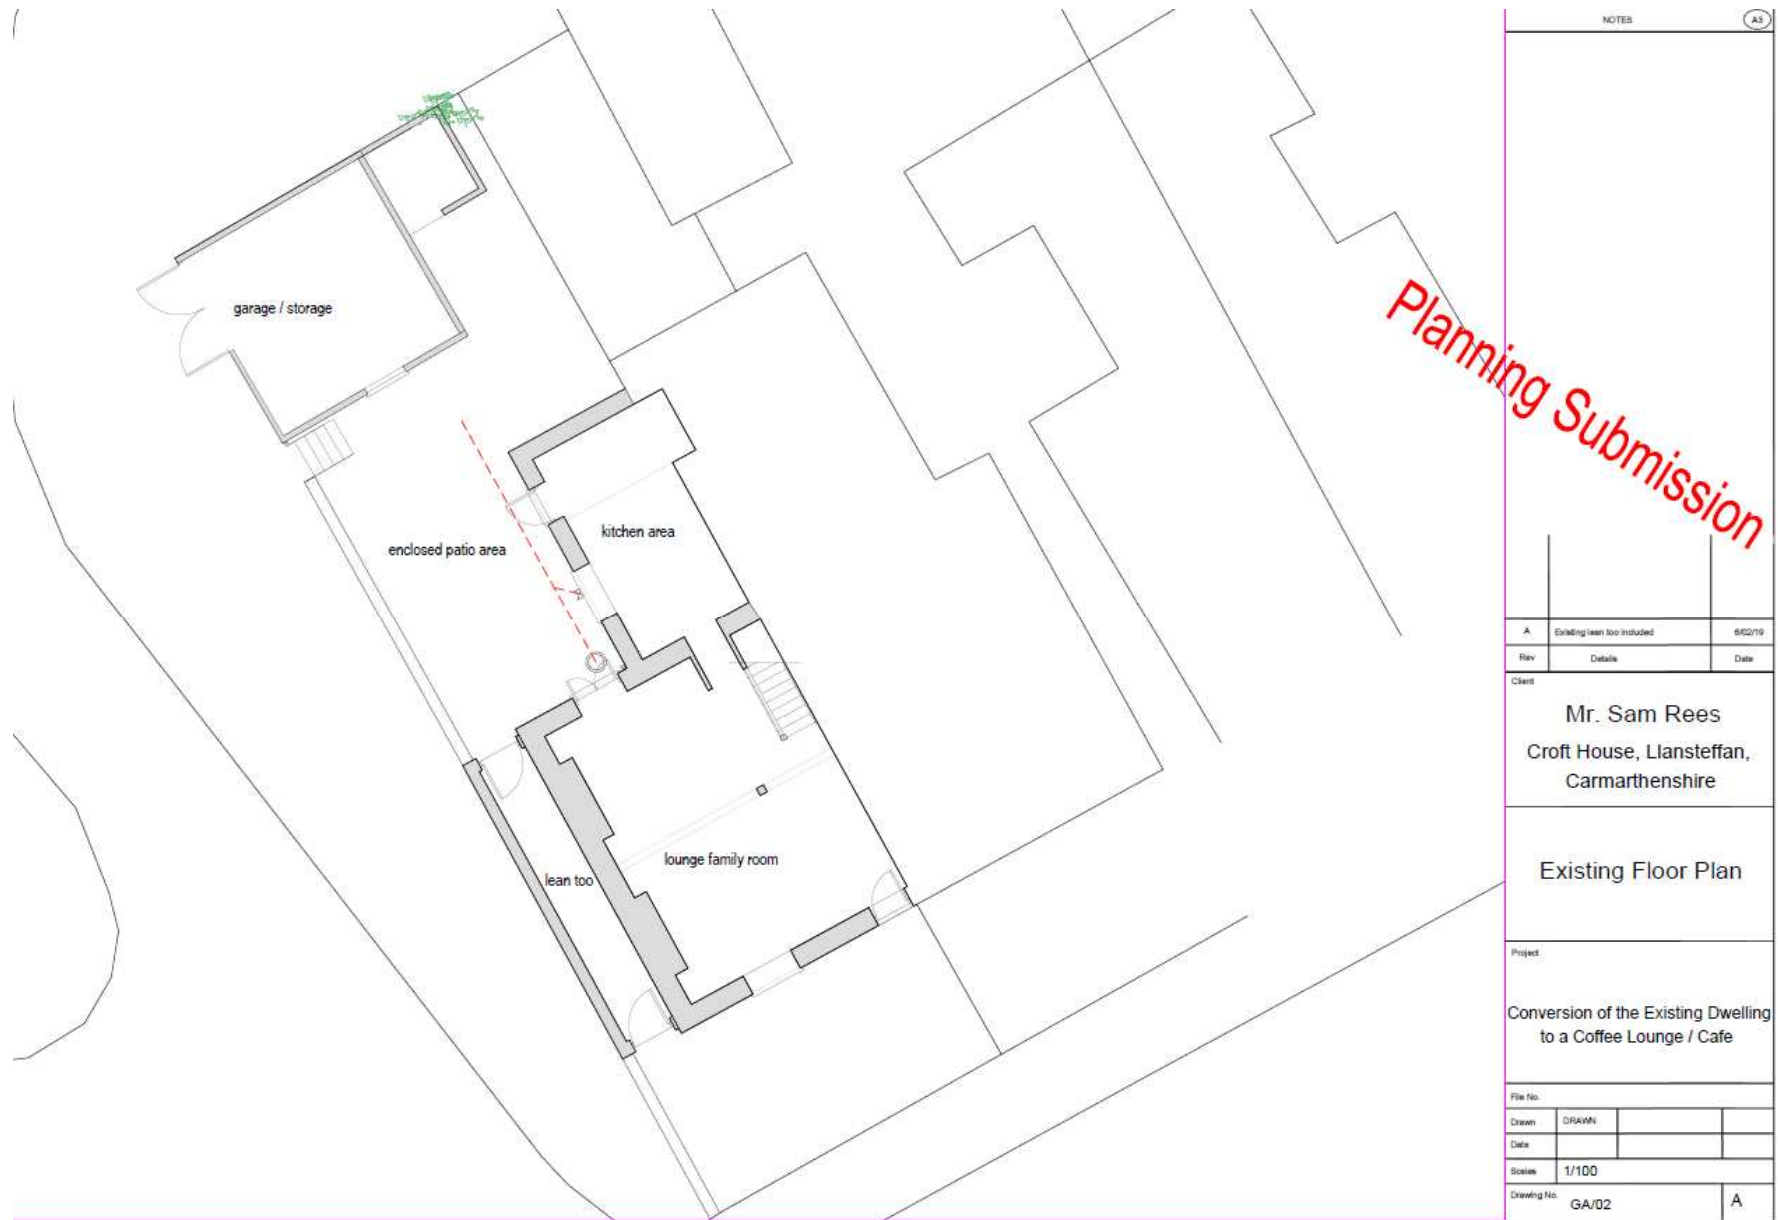 NOTES
A3
garage / storage
enclosed patio area
kitchen area
lounge family room
lean too
Planning Submission
A Existing lean too included 6/02/19
Rev Details Date
Client
Mr. Sam Rees
Croft House, Llansteffan,
Carmarthenshire
Existing Floor Plan
Project
Conversion of the Existing Dwelling
to a Coffee Lounge / Cafe
File No.
Drawn DRAWN
Date
Scales 1/100
Drawing No. GA/02 A